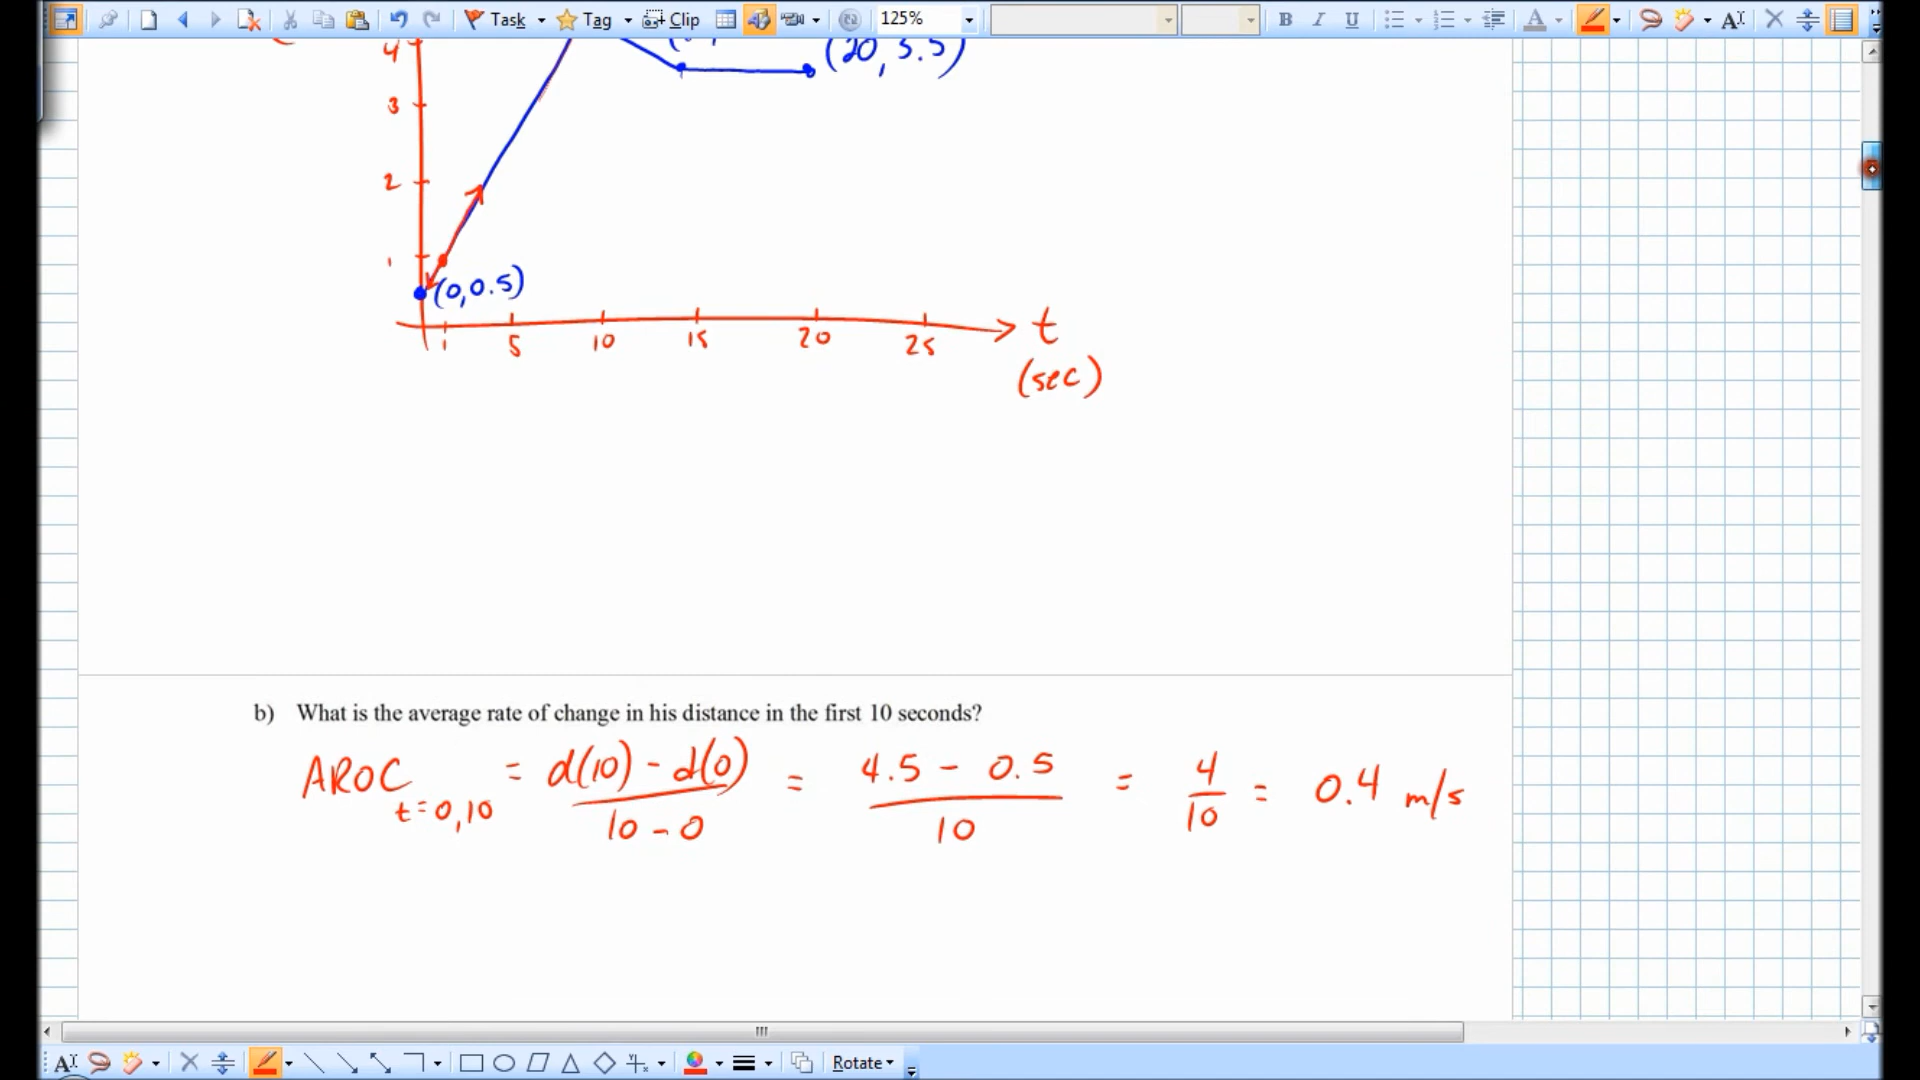 Task Tag Clip 125% B I U A
4
(20, 3.5)
3
2
1
(0,0.5)
1 5 10 15 20 25
t
(sec)
b) What is the average rate of change in his distance in the first 10 seconds?
AROC t=0,10 = d(10) - d(0) / 10 - 0 = 4.5 - 0.5 / 10 = 4/10 = 0.4 m/s
Rotate